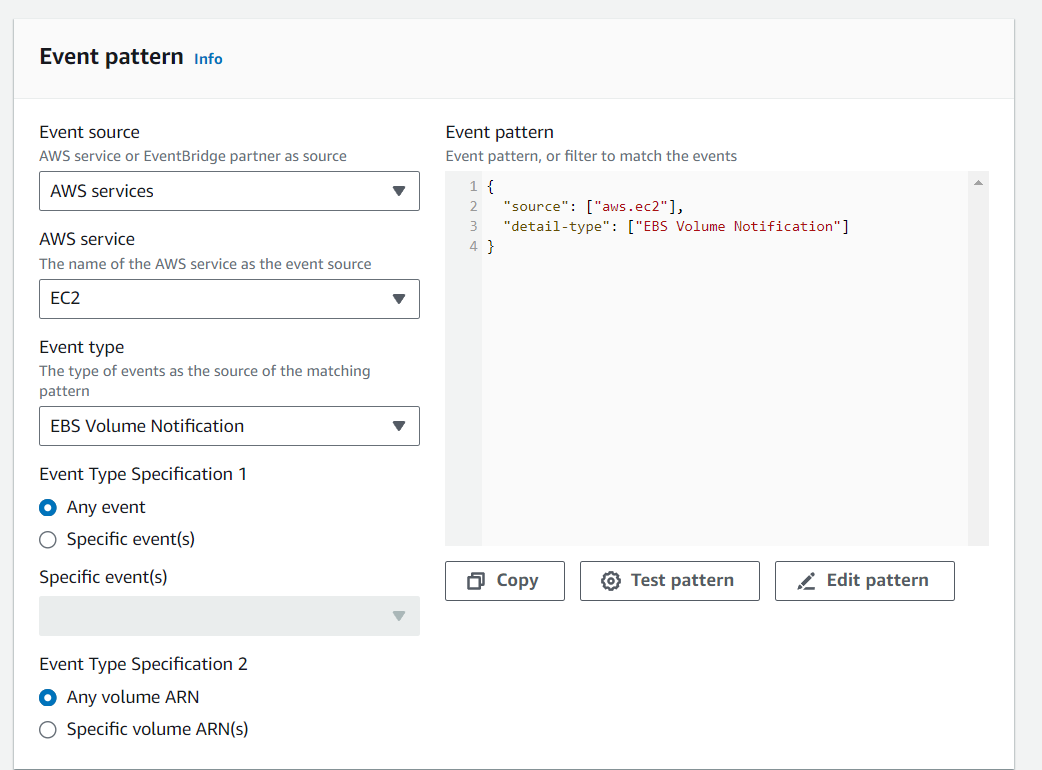 Event pattern Info
Event source
AWS service or EventBridge partner as source
AWS services
AWS service
The name of the AWS service as the event source
EC2
Event type
The type of events as the source of the matching
pattern
EBS Volume Notification
Event Type Specification 1
Any event
Specific event(s)
Specific event(s)
Event Type Specification 2
Any volume ARN
Specific volume ARN(s)
Event pattern
Event pattern, or filter to match the events
1 {
2   "source": ["aws.ec2"],
3   "detail-type": ["EBS Volume Notification"]
4 }
Copy
Test pattern
Edit pattern